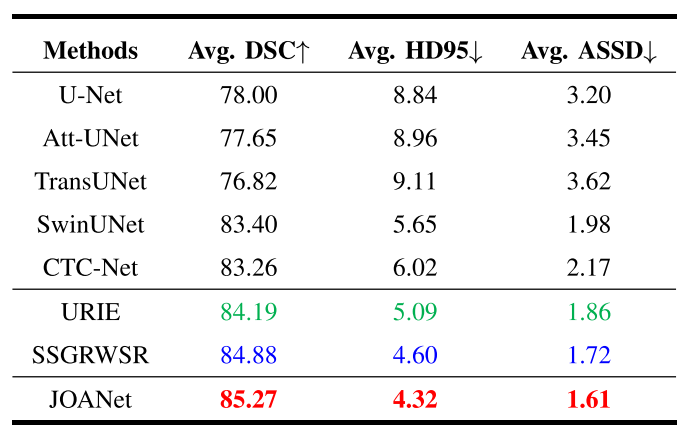 Methods Avg. DSC↑ Avg. HD95↓ Avg. ASSD↓
U-Net 78.00 8.84 3.20
Att-UNet 77.65 8.96 3.45
TransUNet 76.82 9.11 3.62
SwinUNet 83.40 5.65 1.98
CTC-Net 83.26 6.02 2.17
URIE 84.19 5.09 1.86
SSGRWSR 84.88 4.60 1.72
JOANet 85.27 4.32 1.61